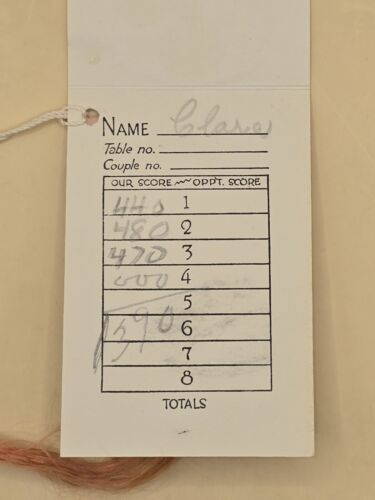 NAME Clara
Table no.
Couple no.
OUR SCORE OPP'T. SCORE
440 1
480 2
470 3
000 4
5
1390 6
7
8
TOTALS